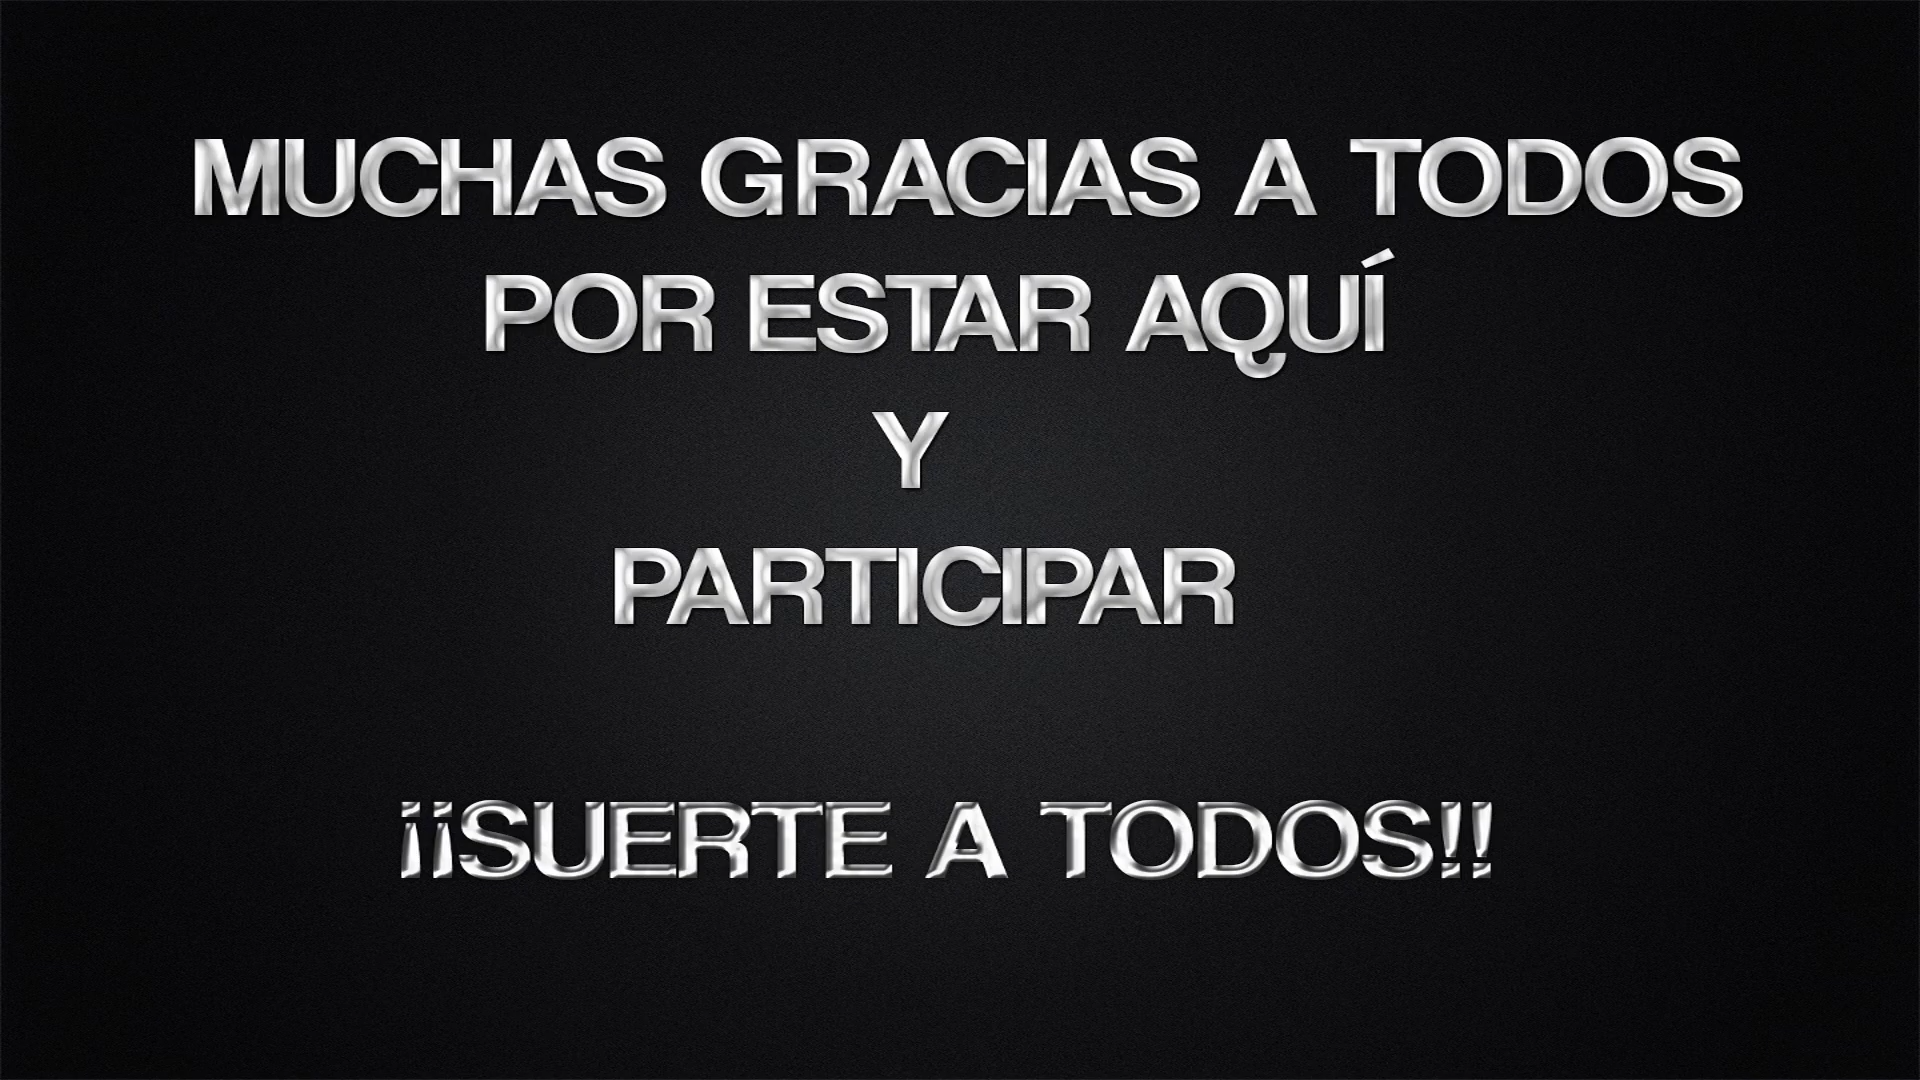 MUCHAS GRACIAS A TODOS
POR ESTAR AQUÍ
Y
PARTICIPAR
¡¡SUERTE A TODOS!!